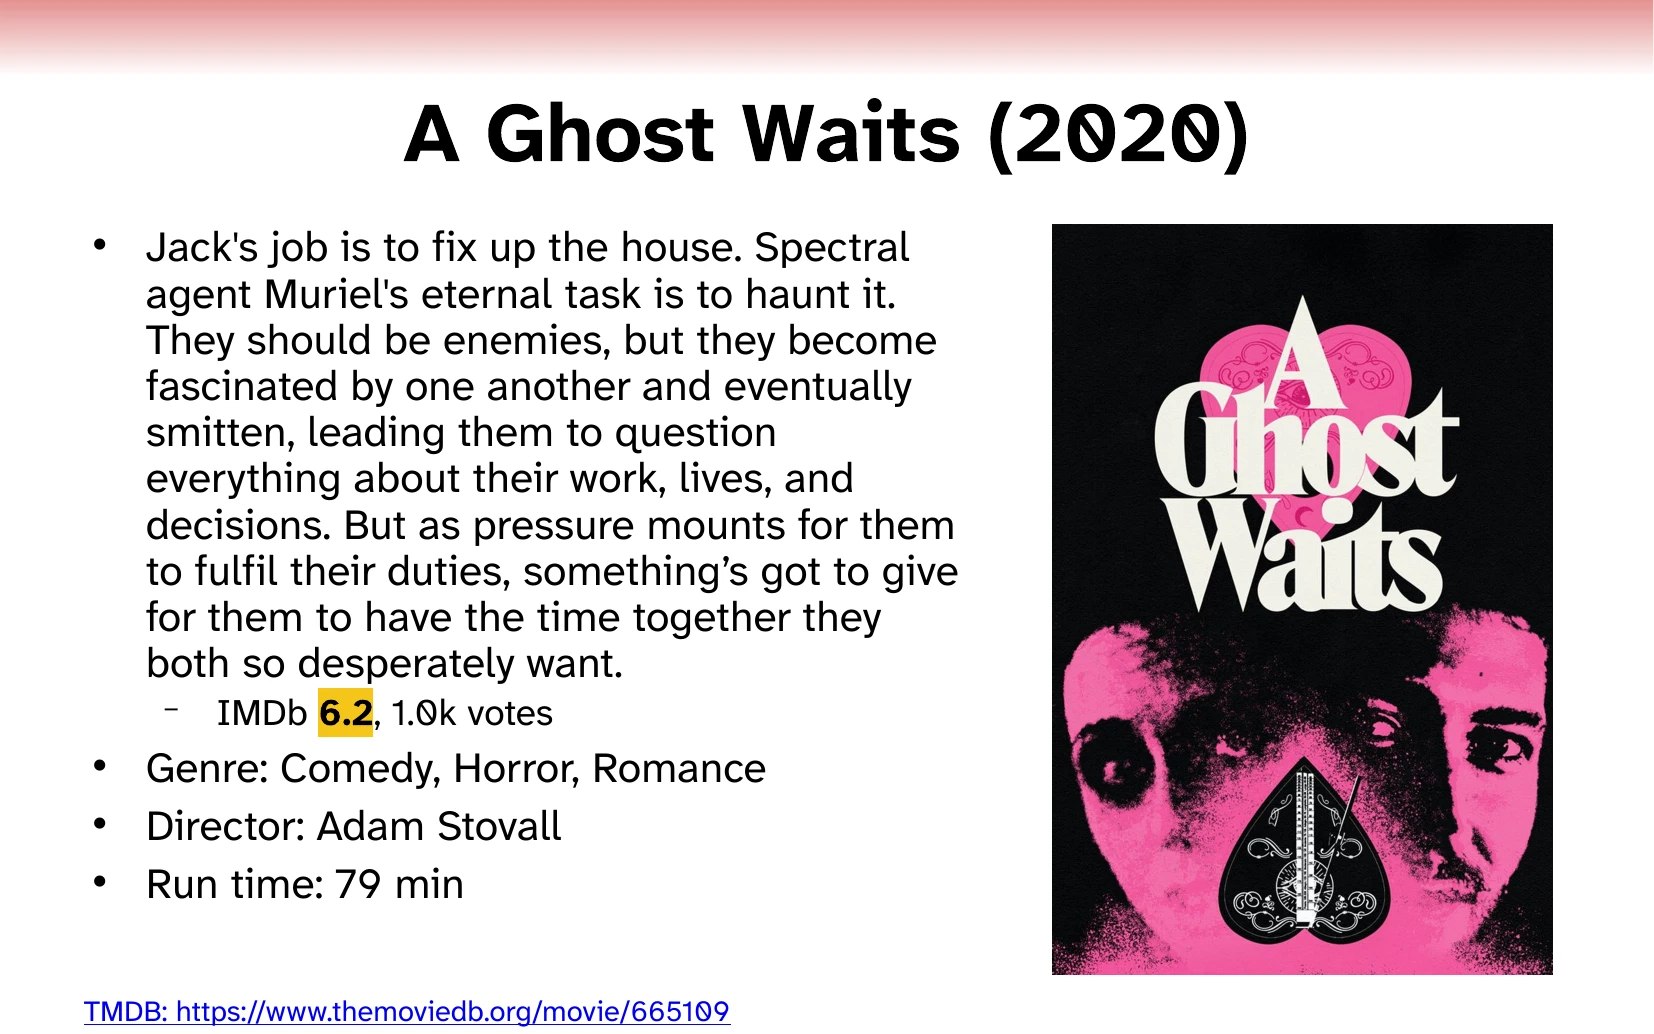 A Ghost Waits (2020)
• Jack's job is to fix up the house. Spectral
agent Muriel's eternal task is to haunt it.
They should be enemies, but they become
fascinated by one another and eventually
smitten, leading them to question
everything about their work, lives, and
decisions. But as pressure mounts for them
to fulfil their duties, something’s got to give
for them to have the time together they
both so desperately want.
– IMDb 6.2, 1.0k votes
• Genre: Comedy, Horror, Romance
• Director: Adam Stovall
• Run time: 79 min
A
Ghost
Waits
TMDB: https://www.themoviedb.org/movie/665109